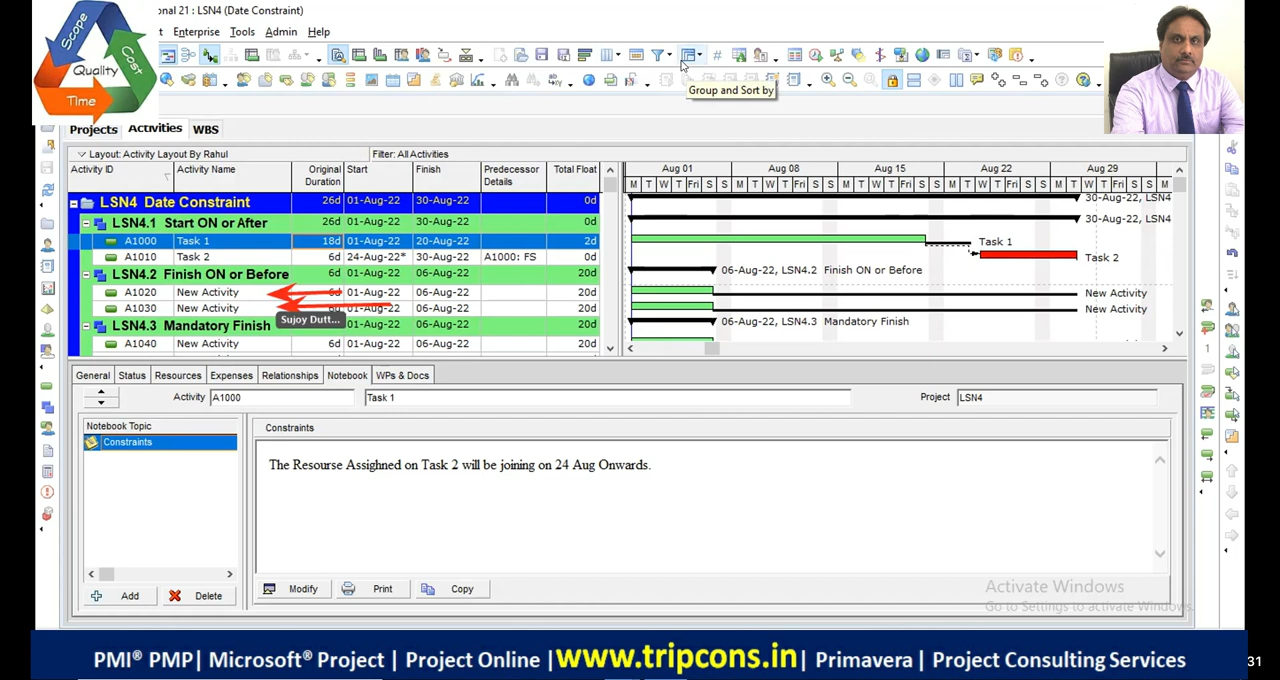 onal 21 : LSN4 (Date Constraint)
t Enterprise Tools Admin Help
Scope
Cost
Quality
Time
Group and Sort by
Projects Activities WBS
Layout: Activity Layout By Rahul Filter: All Activities
Activity ID Activity Name Original Duration Start Finish Predecessor Details Total Float
Aug 01 Aug 08 Aug 15 Aug 22 Aug 29
M T W T Fri S S M T W T Fri S S M T W T Fri S S M T W T Fri S S M T W T Fri S S M
LSN4 Date Constraint 26d 01-Aug-22 30-Aug-22 0d 30-Aug-22, LSN4
LSN4.1 Start ON or After 26d 01-Aug-22 30-Aug-22 0d 30-Aug-22, LSN4
A1000 Task 1 18d 01-Aug-22 20-Aug-22 2d Task 1
A1010 Task 2 6d 24-Aug-22* 30-Aug-22 A1000: FS 0d Task 2
LSN4.2 Finish ON or Before 6d 01-Aug-22 06-Aug-22 20d 06-Aug-22, LSN4.2 Finish ON or Before
A1020 New Activity 6d 01-Aug-22 06-Aug-22 20d New Activity
A1030 New Activity 6d 01-Aug-22 06-Aug-22 20d New Activity
Sujoy Dutt...
LSN4.3 Mandatory Finish 6d 01-Aug-22 06-Aug-22 20d 06-Aug-22, LSN4.3 Mandatory Finish
A1040 New Activity 6d 01-Aug-22 06-Aug-22 20d New Activity
General Status Resources Expenses Relationships Notebook WPs & Docs
Activity A1000 Task 1 Project LSN4
Notebook Topic
Constraints
Constraints
The Resourse Assighned on Task 2 will be joining on 24 Aug Onwards.
Add Delete
Modify Print Copy
Activate Windows
Go to Settings to activate Windows.
PMI® PMP| Microsoft® Project | Project Online |www.tripcons.in| Primavera | Project Consulting Services
31